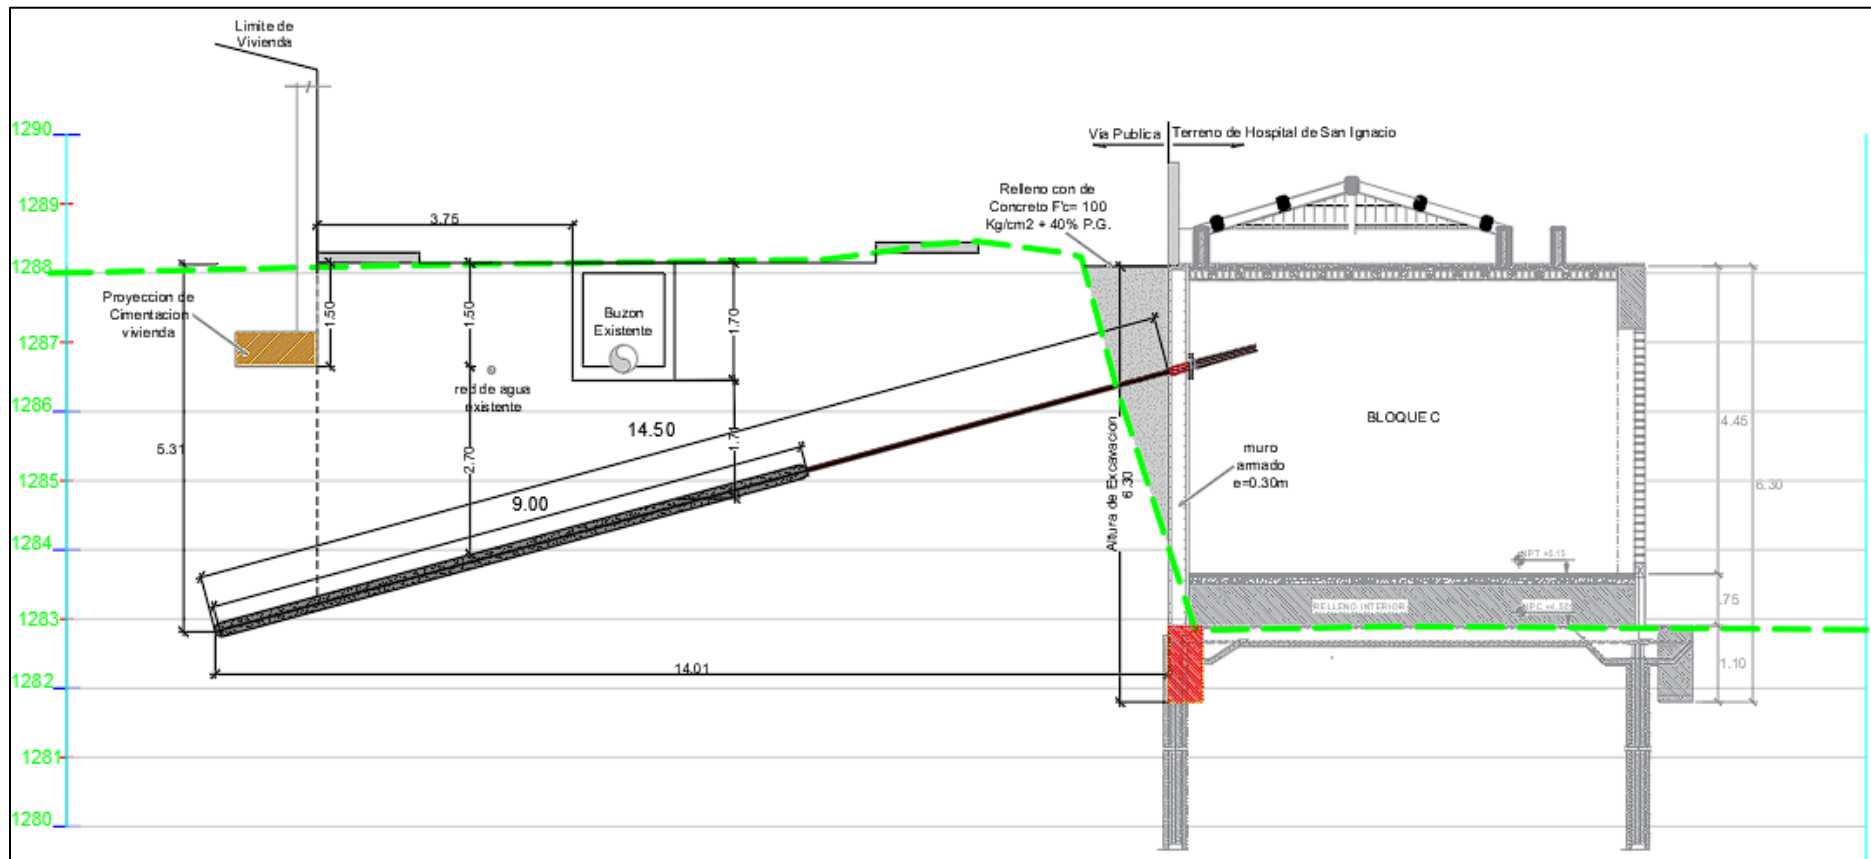 Limite de
Vivienda
1290
Via Publica
Terreno de Hospital de San Ignacio
1289
Relleno con de
Concreto F'c= 100
Kg/cm2 + 40% P.G.
3.75
1288
Proyeccion de
Cimentacion
vivienda
1.50
1.50
Buzon
Existente
1.70
1287
red de agua
existente
1286
14.50
BLOQUE C
4.45
5.31
2.70
muro
armado
e=0.30m
Altura de Excavacion
6.30
6.30
1285
9.00
1284
NPT +5.15
RELLENO INTERIOR
.75
1283
14.01
1.10
1282
1281
1280